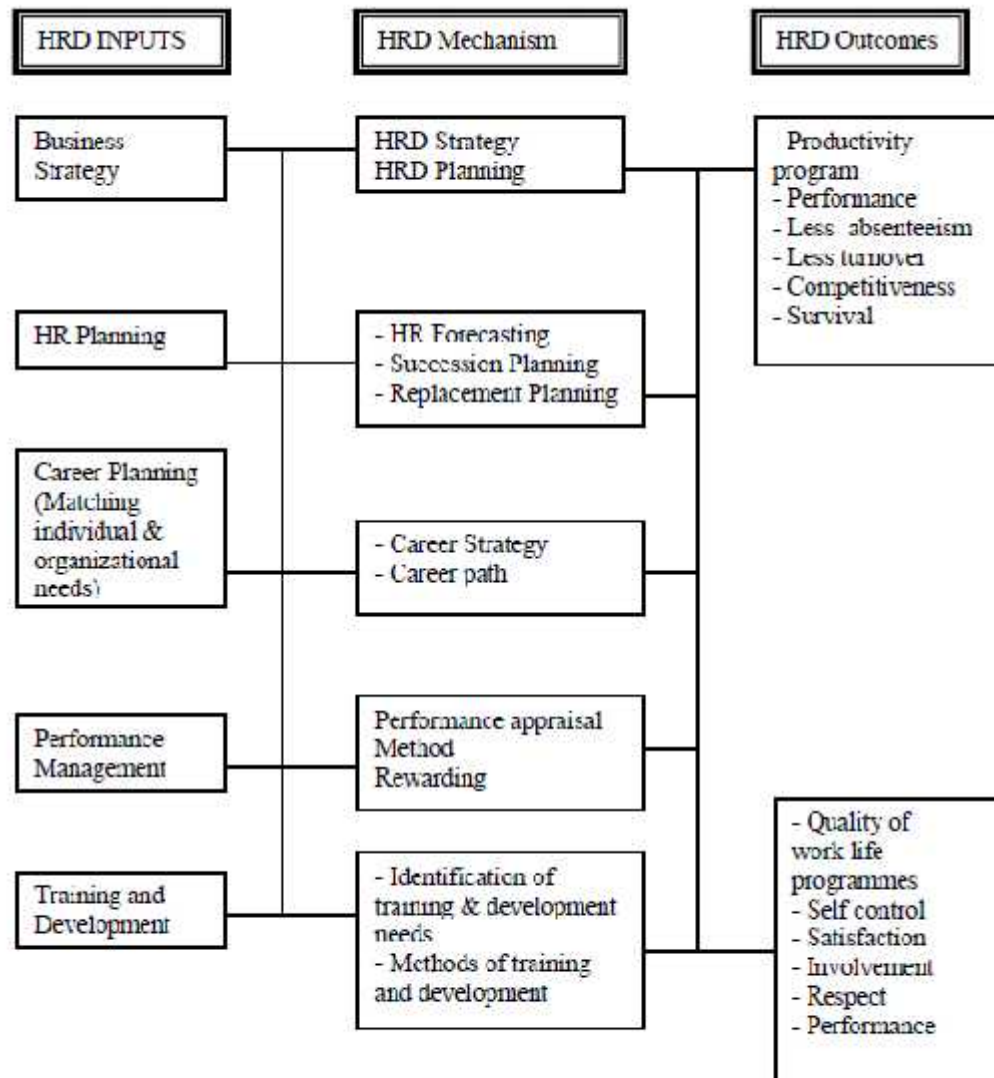 HRD INPUTS
HRD Mechanism
HRD Outcomes
Business
Strategy
HRD Strategy
HRD Planning
Productivity
program
- Performance
- Less absenteeism
- Less turnover
- Competitiveness
- Survival
HR Planning
- HR Forecasting
- Succession Planning
- Replacement Planning
Career Planning
(Matching
individual &
organizational
needs)
- Career Strategy
- Career path
Performance
Management
Performance appraisal
Method
Rewarding
Training and
Development
- Identification of
training & development
needs
- Methods of training
and development
- Quality of
work life
programmes
- Self control
- Satisfaction
- Involvement
- Respect
- Performance